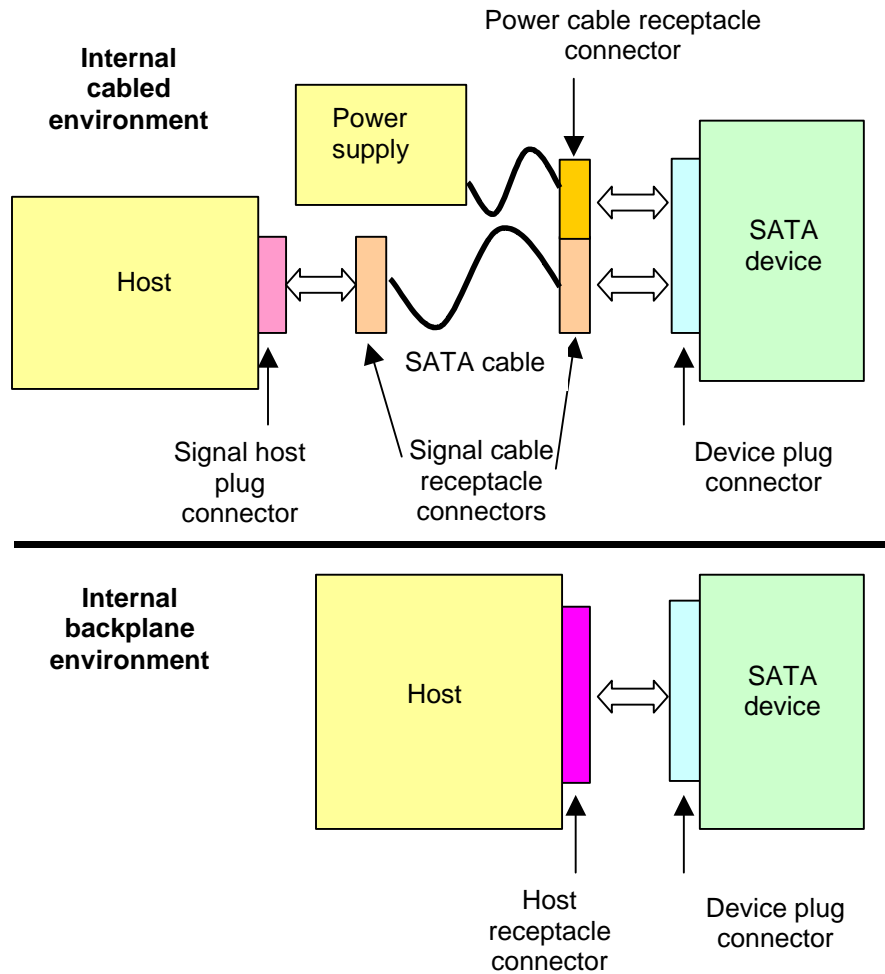 Power cable receptacle
connector
Internal
cabled
environment
Power
supply
Host
SATA
device
SATA cable
Signal host
plug
connector
Signal cable
receptacle
connectors
Device plug
connector
Internal
backplane
environment
Host
SATA
device
Host
receptacle
connector
Device plug
connector